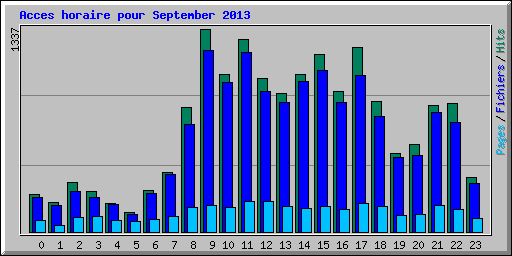 Acces horaire pour September 2013
1337
Pages/Fichiers/Hits
0 1 2 3 4 5 6 7 8 9 10 11 12 13 14 15 16 17 18 19 20 21 22 23